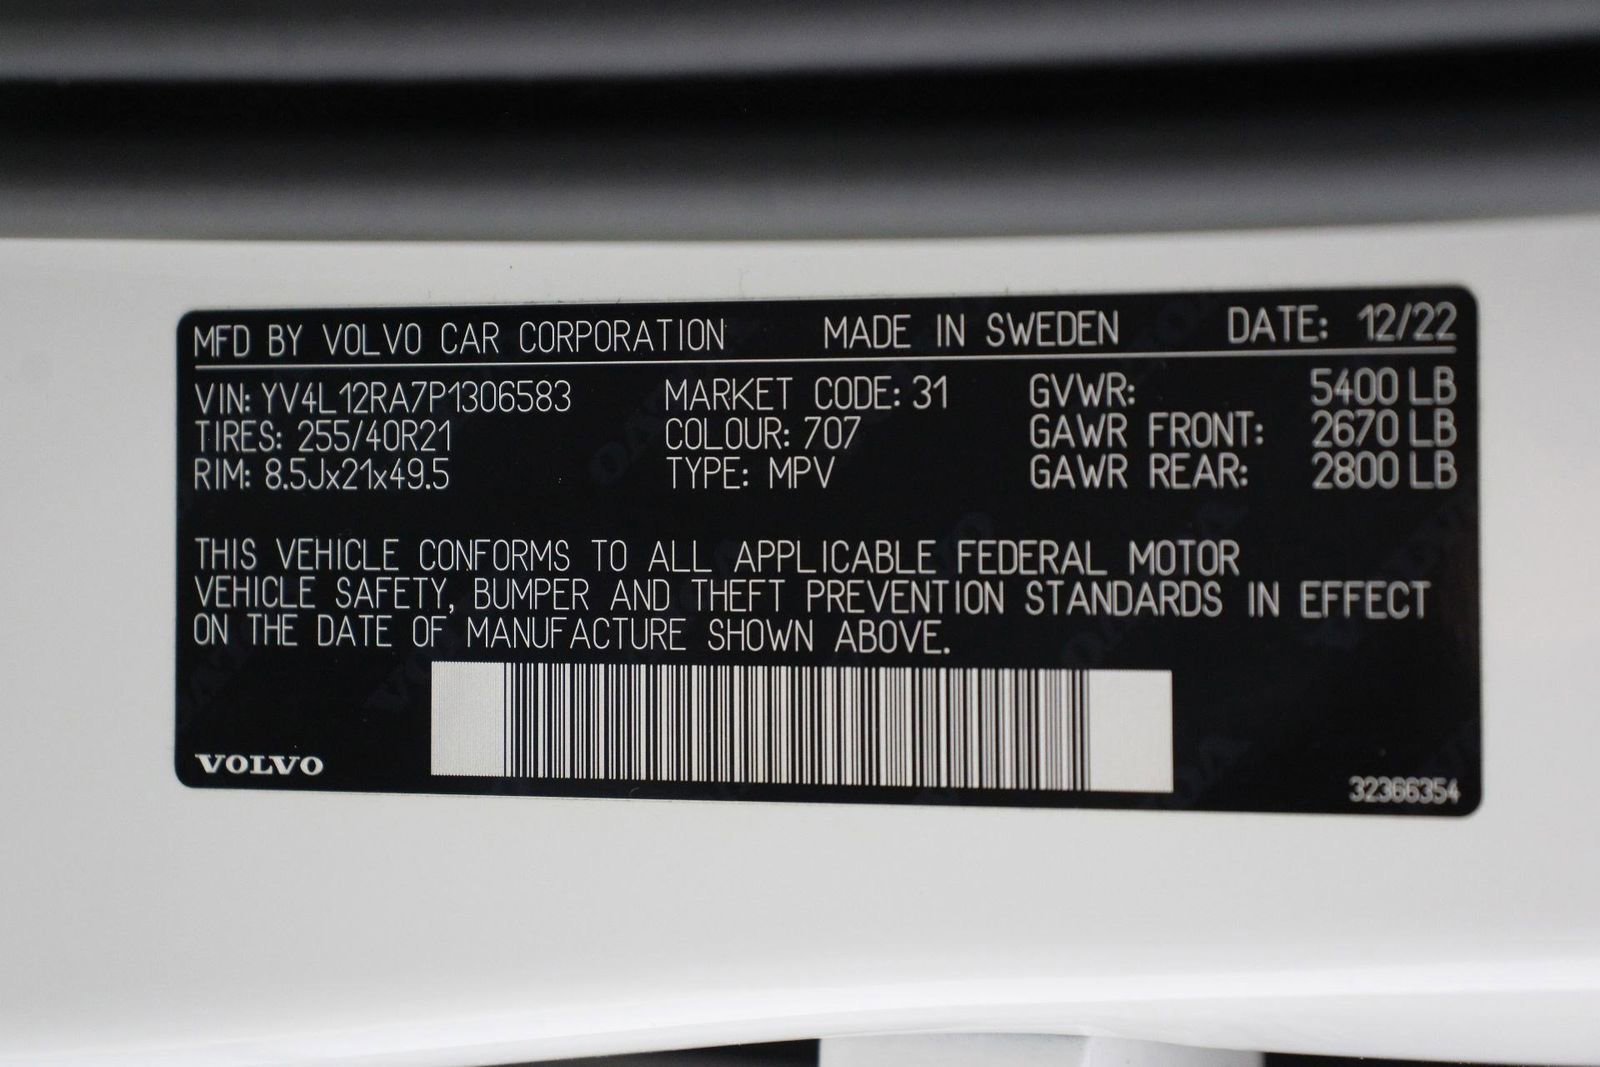 MFD BY VOLVO CAR CORPORATION MADE IN SWEDEN DATE: 12/22
VIN: YV4L12RA7P1306583 MARKET CODE: 31 GVWR: 5400 LB
TIRES: 255/40R21 COLOUR: 707 GAWR FRONT: 2670 LB
RIM: 8.5Jx21x49.5 TYPE: MPV GAWR REAR: 2800 LB
THIS VEHICLE CONFORMS TO ALL APPLICABLE FEDERAL MOTOR
VEHICLE SAFETY, BUMPER AND THEFT PREVENTION STANDARDS IN EFFECT
ON THE DATE OF MANUFACTURE SHOWN ABOVE.
VOLVO
32366354